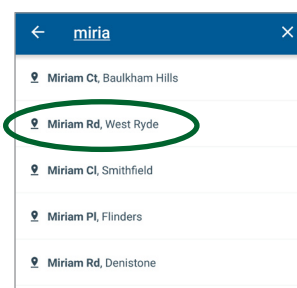 miria
Miriam Ct, Baulkham Hills
Miriam Rd, West Ryde
Miriam Cl, Smithfield
Miriam Pl, Flinders
Miriam Rd, Denistone